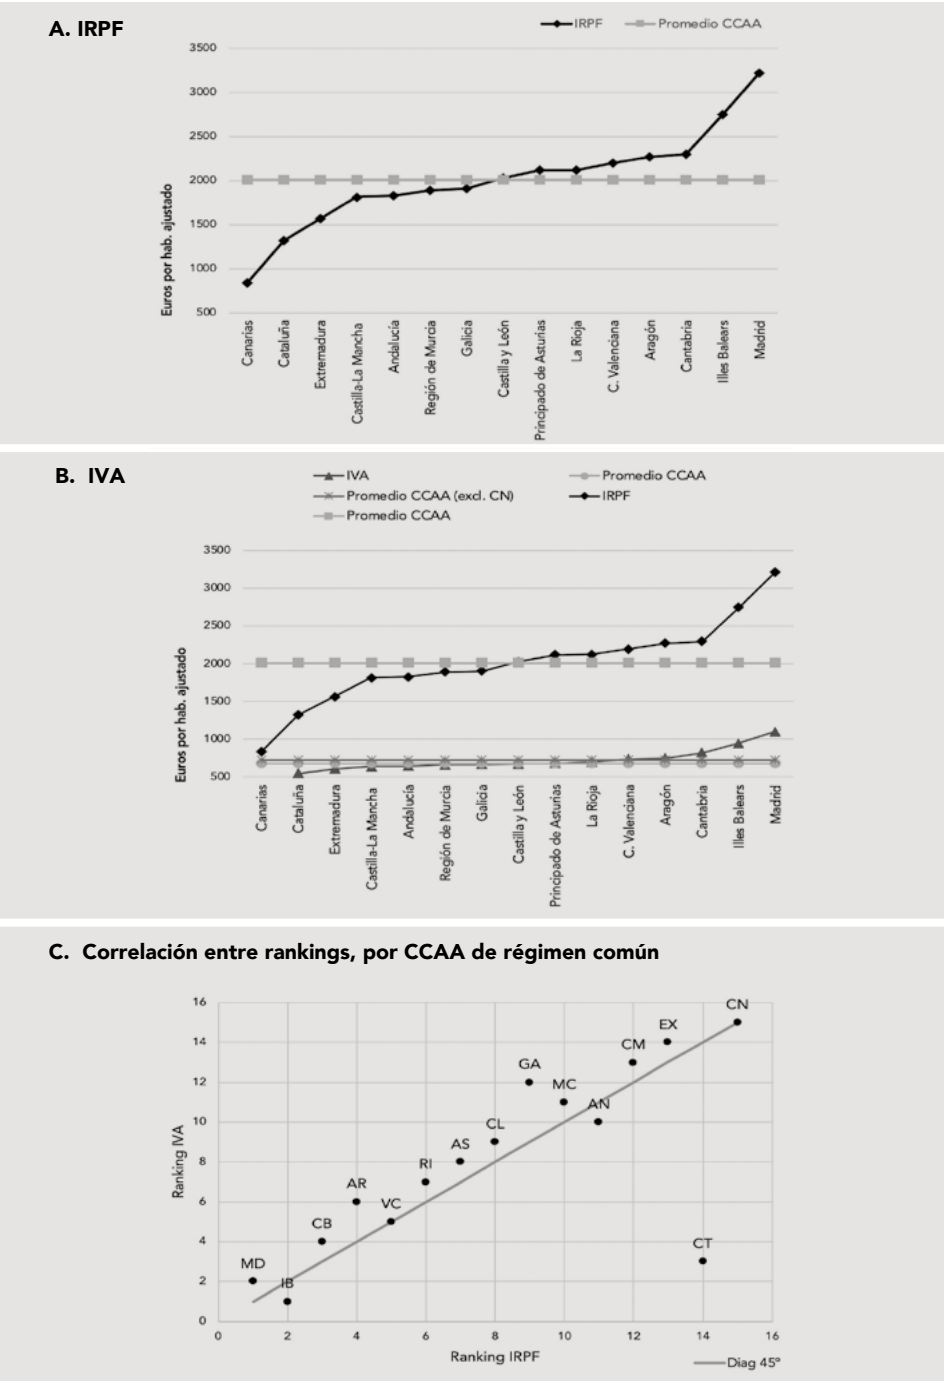 A. IRPF
IRPF
Promedio CCAA
3500
3000
2500
2000
1500
1000
500
Euros por hab. ajustado
Canarias
Cataluña
Extremadura
Castilla-La Mancha
Andalucía
Región de Murcia
Galicia
Castilla y León
Principado de Asturias
La Rioja
C. Valenciana
Aragón
Cantabria
Illes Balears
Madrid
B. IVA
IVA
Promedio CCAA
Promedio CCAA (excl. CN)
IRPF
Promedio CCAA
3500
3000
2500
2000
1500
1000
500
Euros por hab. ajustado
Canarias
Cataluña
Extremadura
Castilla-La Mancha
Andalucía
Región de Murcia
Galicia
Castilla y León
Principado de Asturias
La Rioja
C. Valenciana
Aragón
Cantabria
Illes Balears
Madrid
C. Correlación entre rankings, por CCAA de régimen común
16
14
12
10
8
6
4
2
0
Ranking IVA
CN
EX
CM
GA
MC
AN
CL
AS
RI
AR
VC
CB
CT
MD
IB
0
2
4
6
8
10
12
14
16
Ranking IRPF
Diag 45º